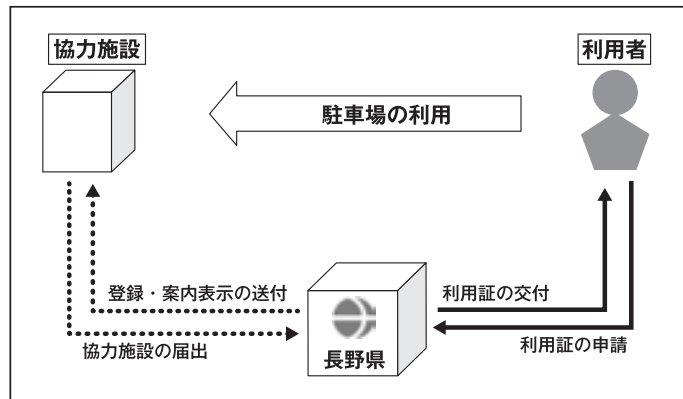 協力施設
利用者
駐車場の利用
登録・案内表示の送付
利用証の交付
協力施設の届出
利用証の申請
長野県